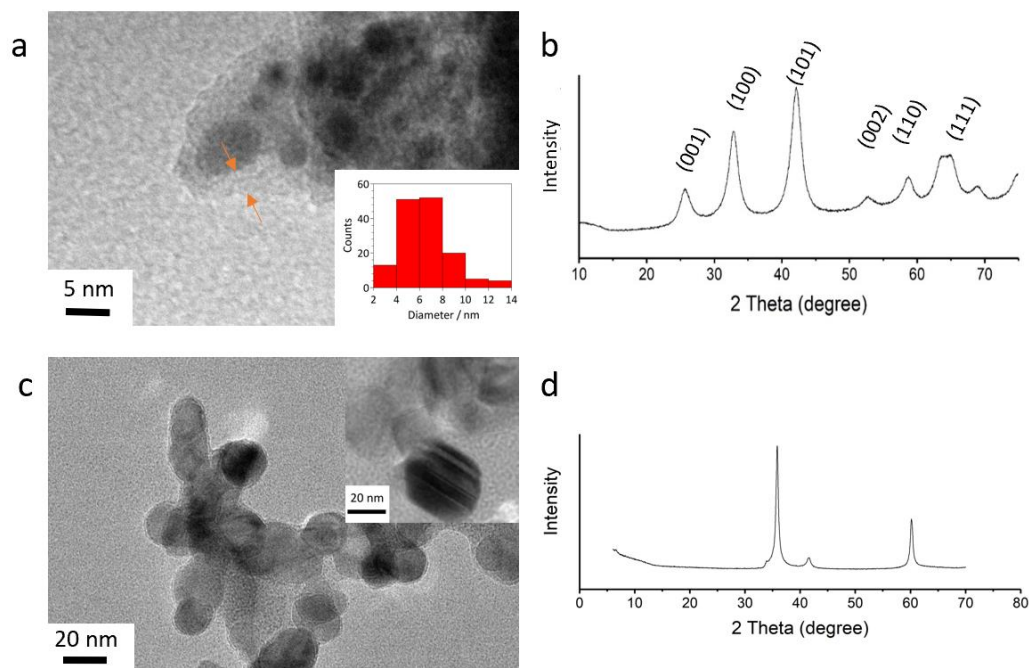 a
5 nm
Counts
60
40
20
0
2 4 6 8 10 12 14
Diameter / nm
b
Intensity
(001)
(100)
(101)
(002)
(110)
(111)
10 20 30 40 50 60 70
2 Theta (degree)
c
20 nm
20 nm
d
Intensity
0 10 20 30 40 50 60 70 80
2 Theta (degree)